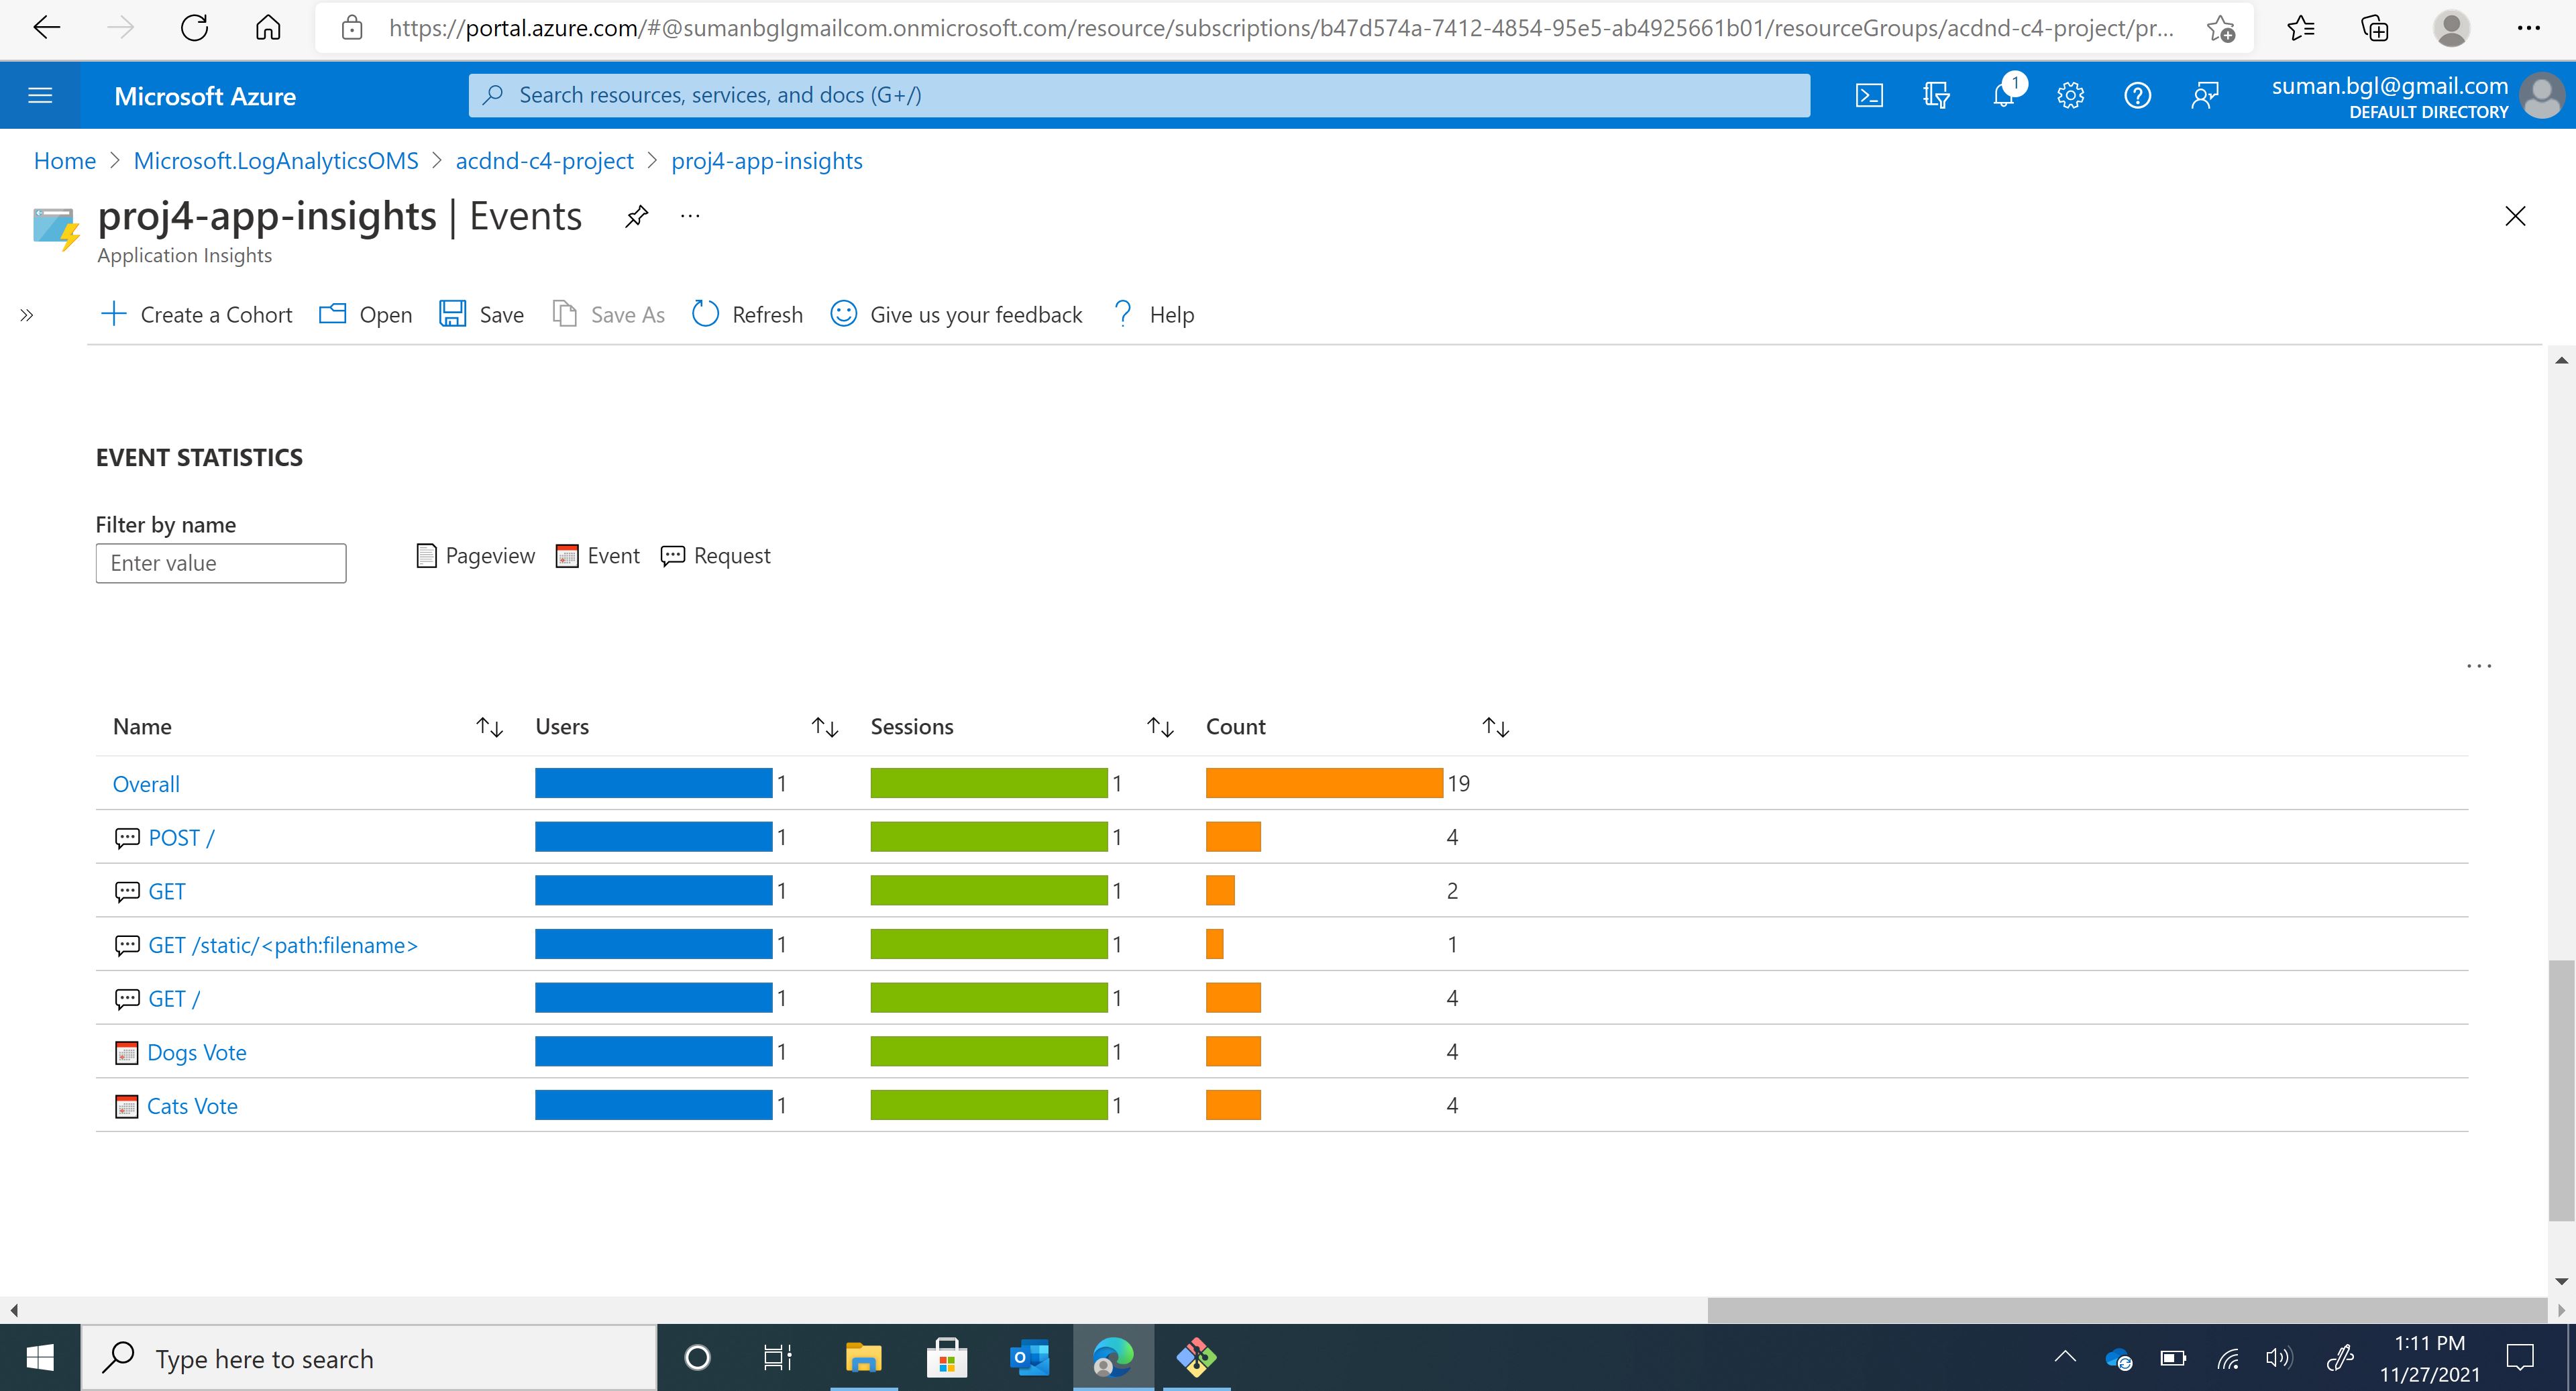 https://portal.azure.com/#@sumanbglgmailcom.onmicrosoft.com/resource/subscriptions/b47d574a-7412-4854-95e5-ab4925661b01/resourceGroups/acdnd-c4-project/pr...
Microsoft Azure
Search resources, services, and docs (G+/)
1
suman.bgl@gmail.com
DEFAULT DIRECTORY
Home > Microsoft.LogAnalyticsOMS > acdnd-c4-project > proj4-app-insights
proj4-app-insights | Events
Application Insights
Create a Cohort Open Save Save As Refresh Give us your feedback Help
EVENT STATISTICS
Filter by name
Enter value
Pageview Event Request
Name Users Sessions Count
Overall 1 1 19
POST / 1 1 4
GET 1 1 2
GET /static/<path:filename> 1 1 1
GET / 1 1 4
Dogs Vote 1 1 4
Cats Vote 1 1 4
Type here to search
1:11 PM
11/27/2021